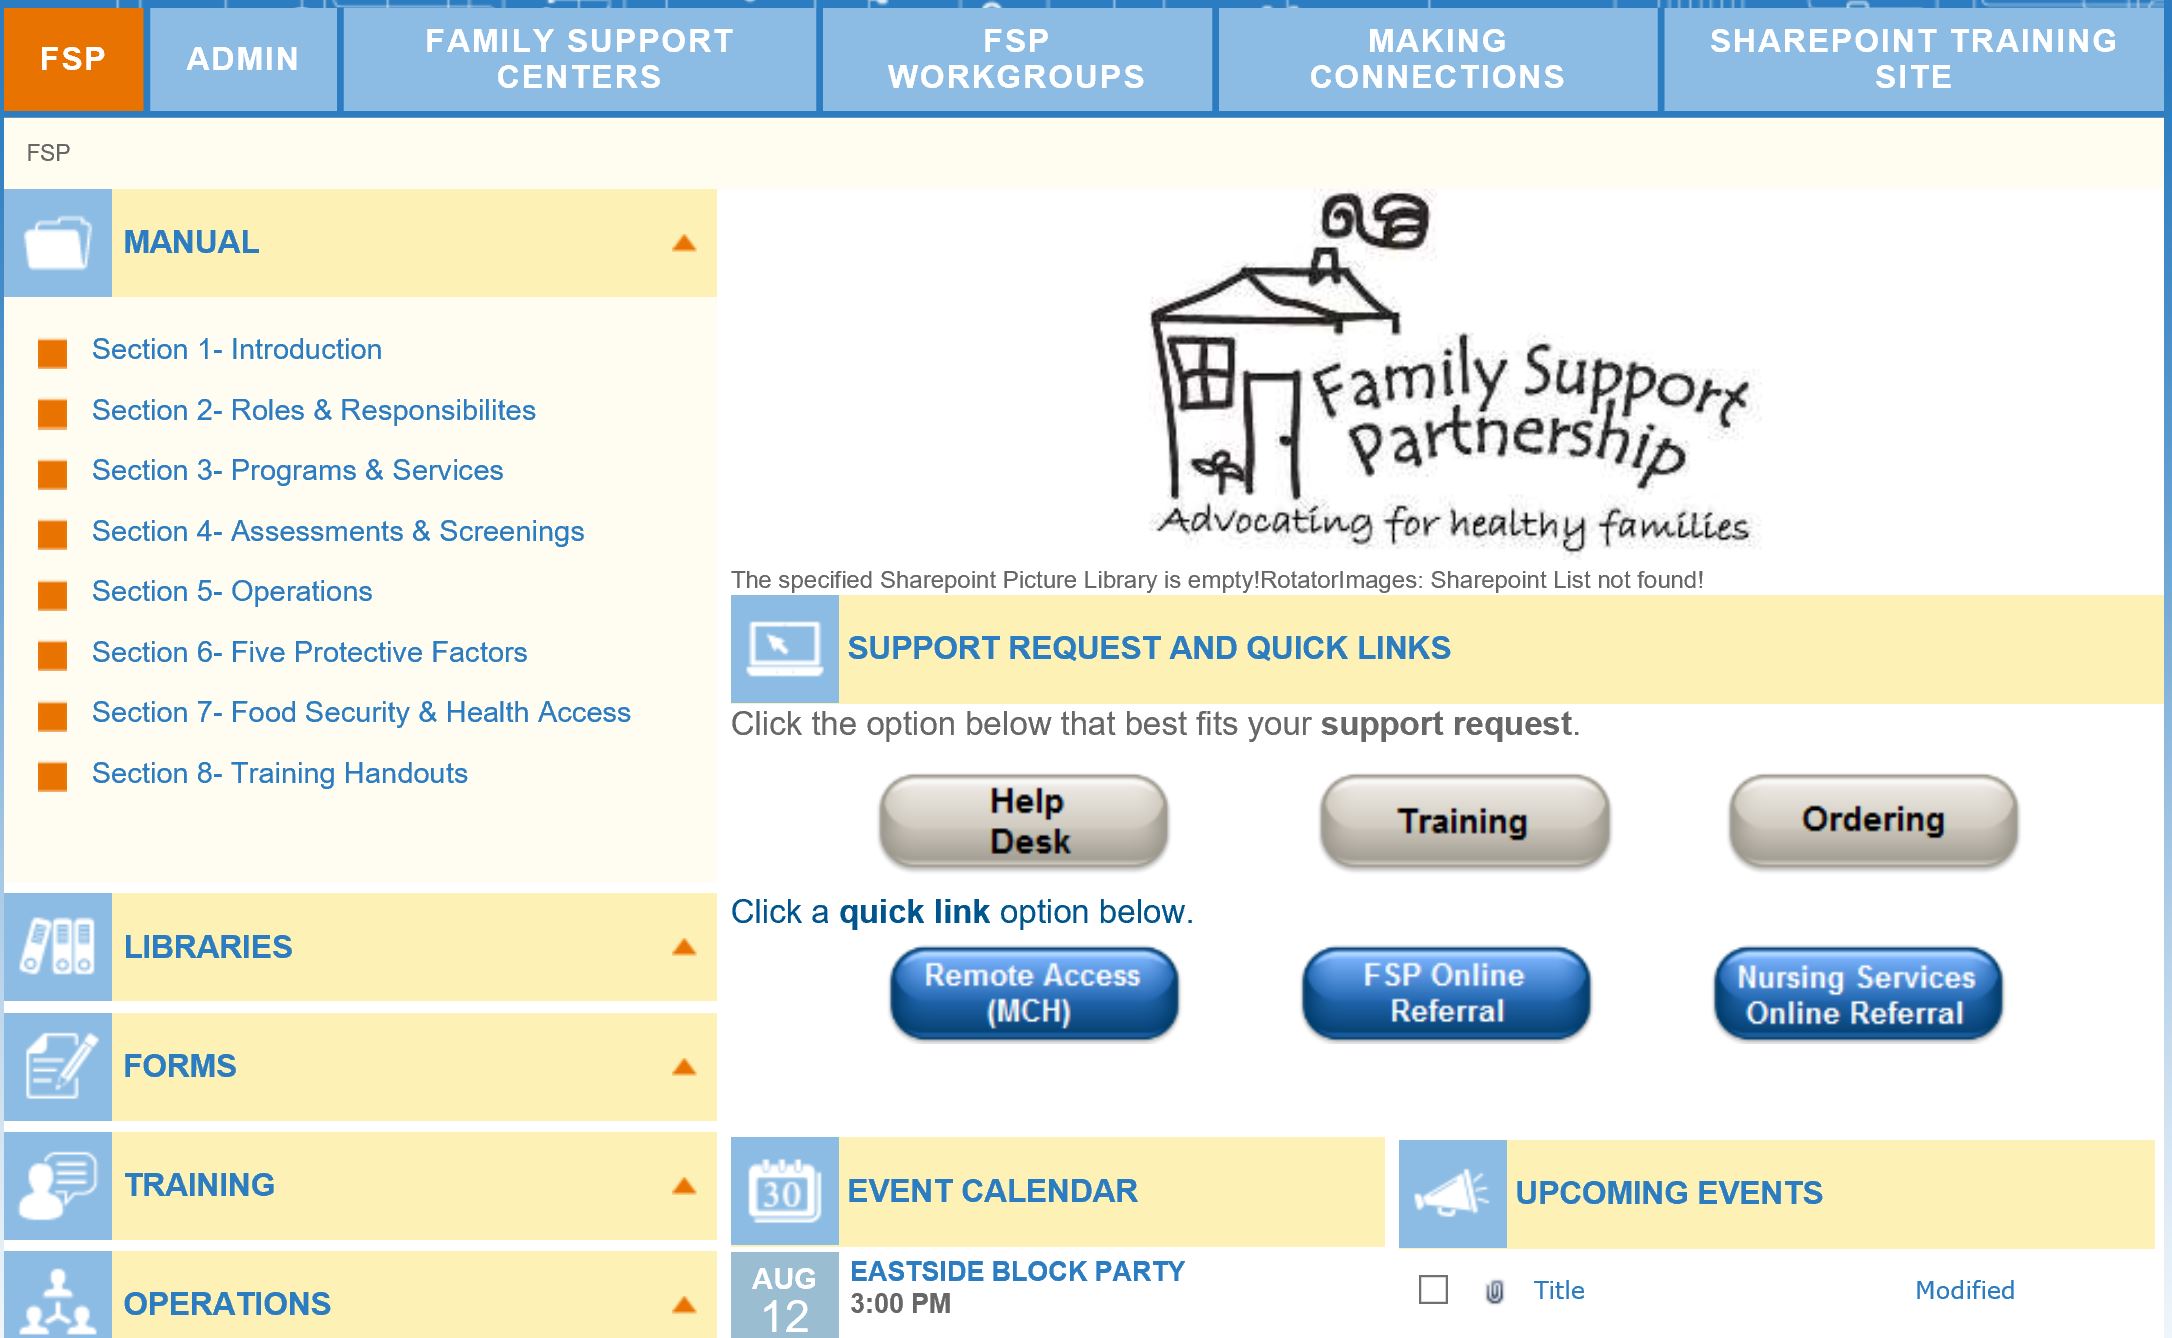 FSP
ADMIN
FAMILY SUPPORT
CENTERS
FSP
WORKGROUPS
MAKING
CONNECTIONS
SHAREPOINT TRAINING
SITE
FSP
MANUAL
Section 1- Introduction
Section 2- Roles & Responsibilites
Section 3- Programs & Services
Section 4- Assessments & Screenings
Section 5- Operations
Section 6- Five Protective Factors
Section 7- Food Security & Health Access
Section 8- Training Handouts
LIBRARIES
FORMS
TRAINING
OPERATIONS
Family Support
Partnership
Advocating for healthy families
The specified Sharepoint Picture Library is empty!RotatorImages: Sharepoint List not found!
SUPPORT REQUEST AND QUICK LINKS
Click the option below that best fits your support request.
Help
Desk
Training
Ordering
Click a quick link option below.
Remote Access
(MCH)
FSP Online
Referral
Nursing Services
Online Referral
30
EVENT CALENDAR
AUG
12
EASTSIDE BLOCK PARTY
3:00 PM
UPCOMING EVENTS
Title
Modified